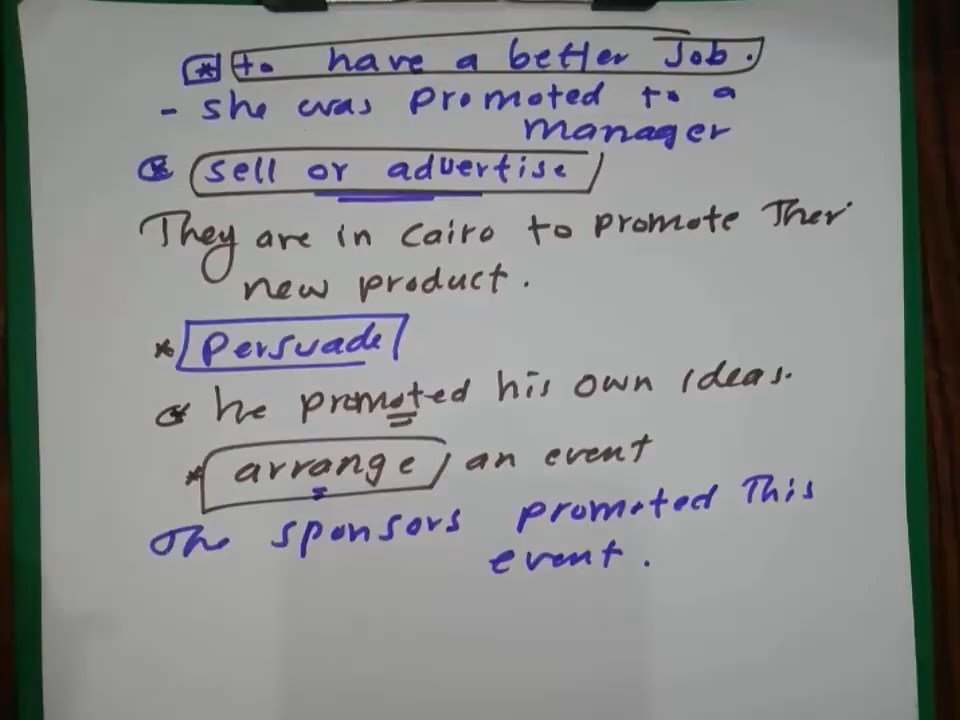 * to have a better Job.
- she was promoted to a
manager
* sell or advertise
They are in Cairo to promote Ther
new product.
* Persuade
* he promoted his own Ideas.
* arrange an event
The sponsors promoted This
event.